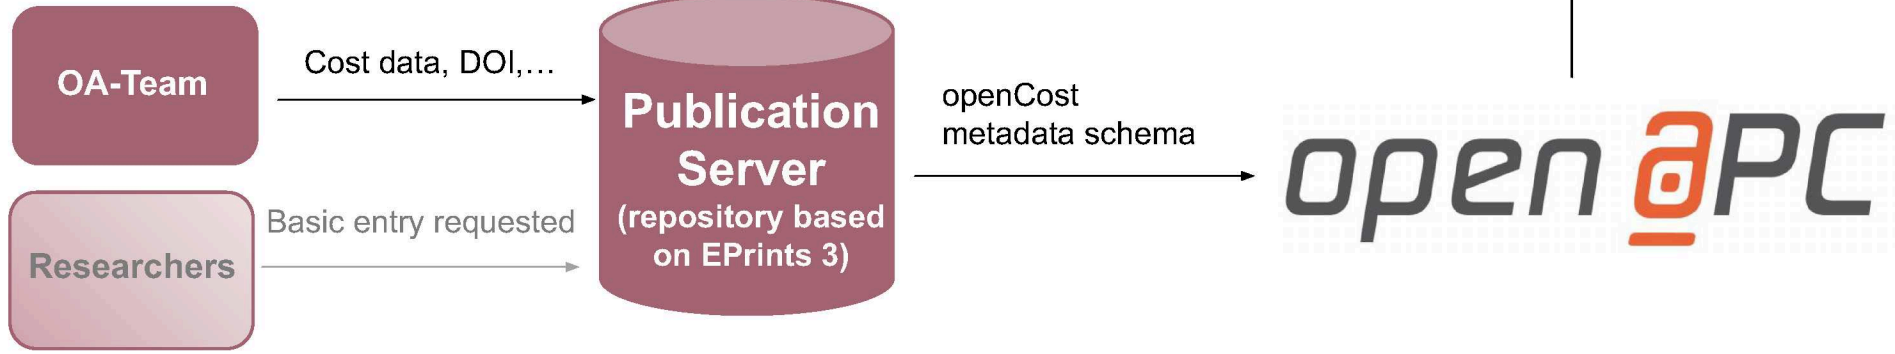 OA-Team
Cost data, DOI,…
Researchers
Basic entry requested
Publication
Server
(repository based
on EPrints 3)
openCost
metadata schema
open aPC